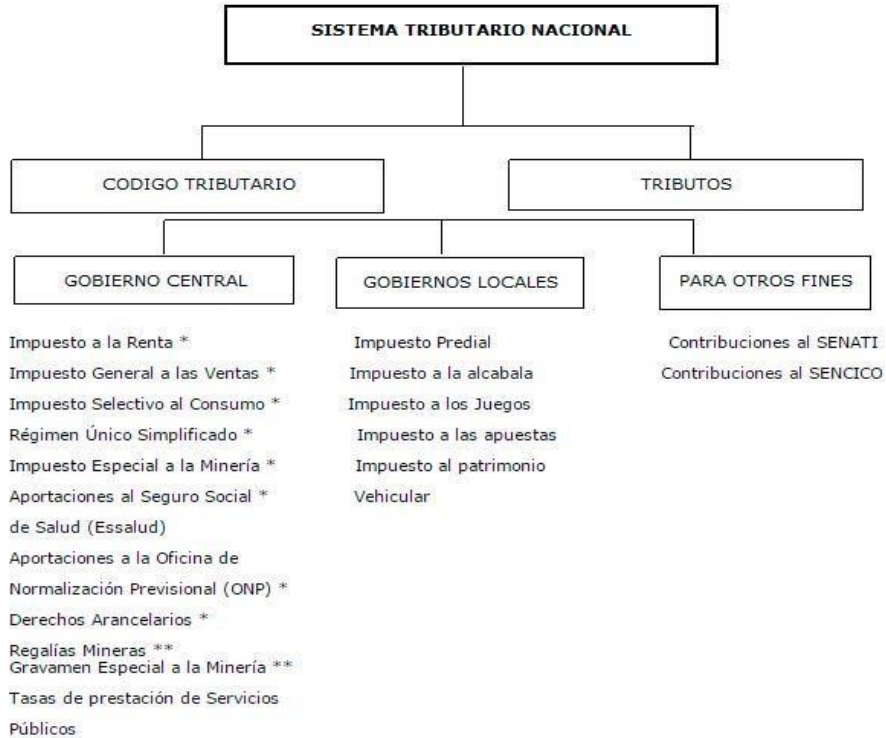 SISTEMA TRIBUTARIO NACIONAL
CODIGO TRIBUTARIO
TRIBUTOS
GOBIERNO CENTRAL
Impuesto a la Renta *
Impuesto General a las Ventas *
Impuesto Selectivo al Consumo *
Régimen Único Simplificado *
Impuesto Especial a la Minería *
Aportaciones al Seguro Social *
de Salud (Essalud)
Aportaciones a la Oficina de
Normalización Previsional (ONP) *
Derechos Arancelarios *
Regalías Mineras **
Gravamen Especial a la Minería **
Tasas de prestación de Servicios
Públicos
GOBIERNOS LOCALES
Impuesto Predial
Impuesto a la alcabala
Impuesto a los Juegos
Impuesto a las apuestas
Impuesto al patrimonio
Vehicular
PARA OTROS FINES
Contribuciones al SENATI
Contribuciones al SENCICO